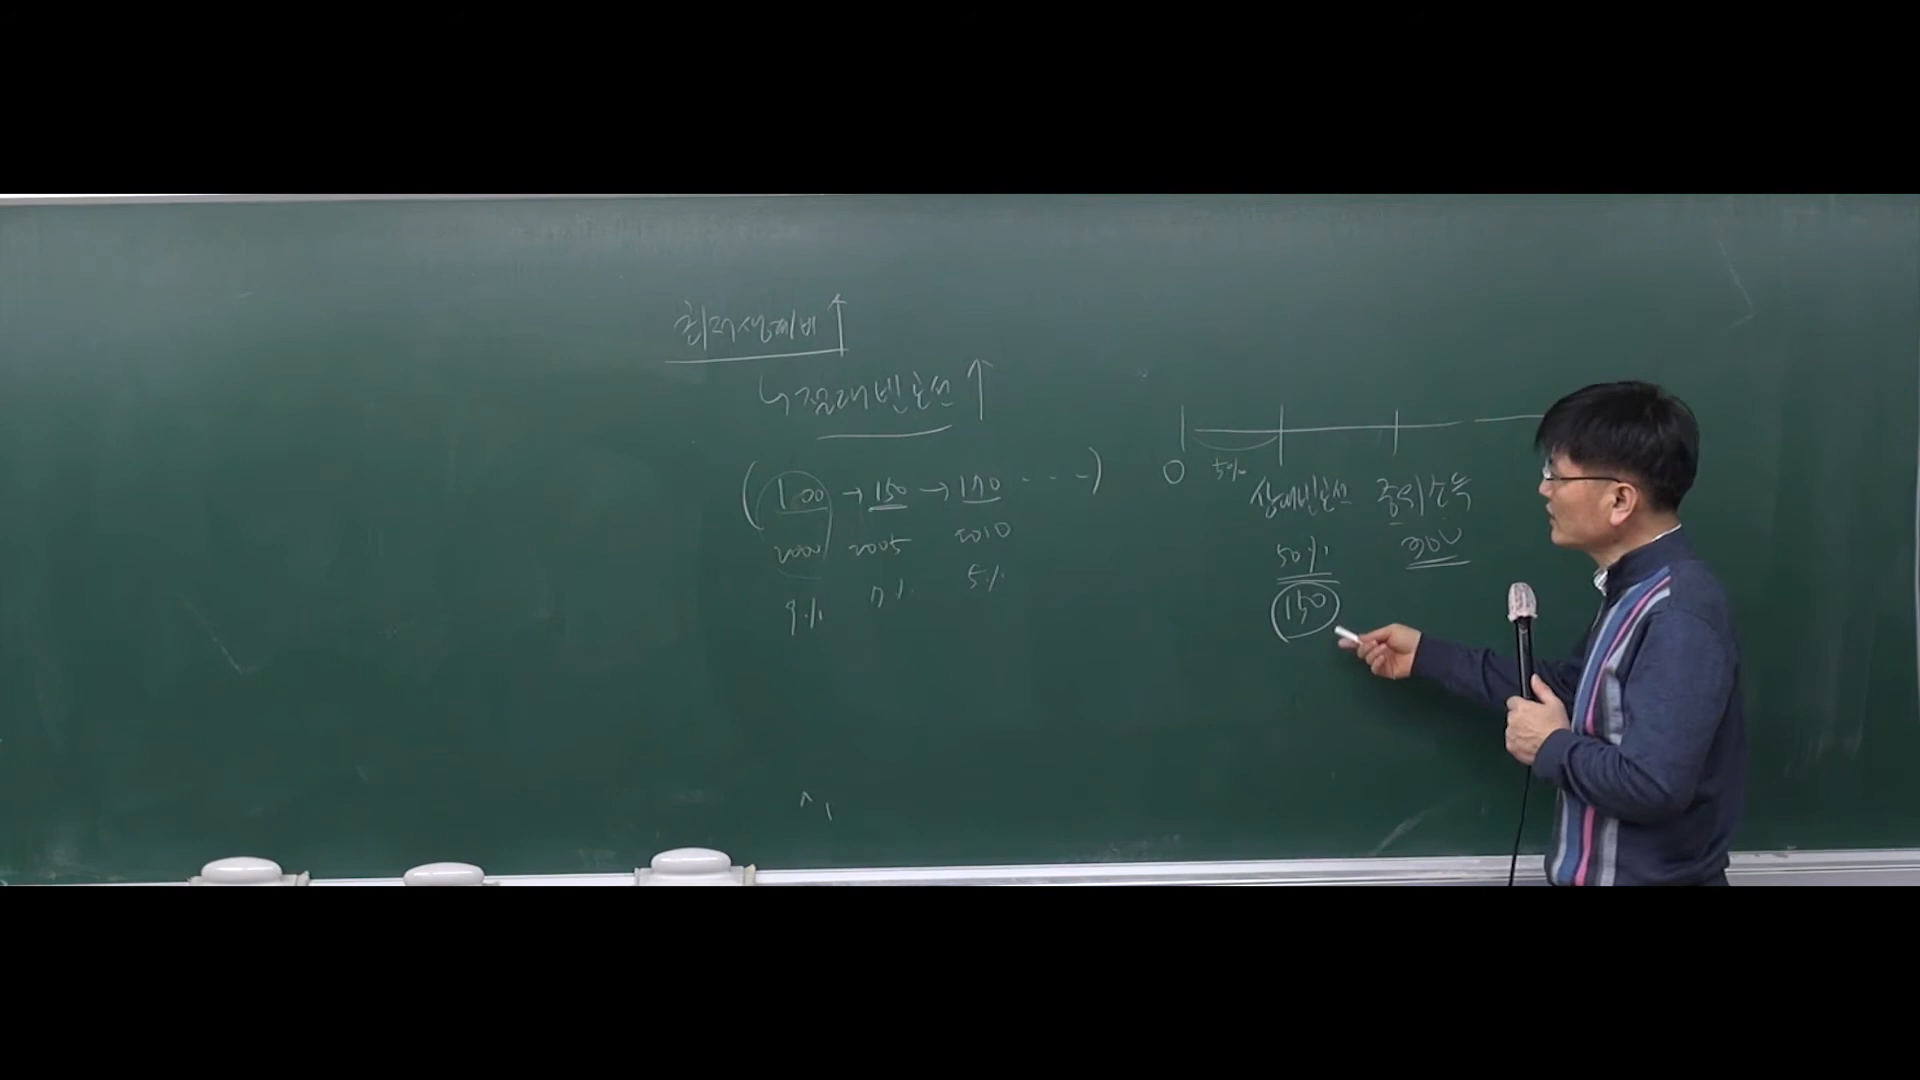 최저생계비↑
↳ 절대빈곤선↑
(100 → 150 → 170 ···)
2000 2005 2010
9% 7% 5%
0 5% 상대빈곤선 중위소득
50% 300
150